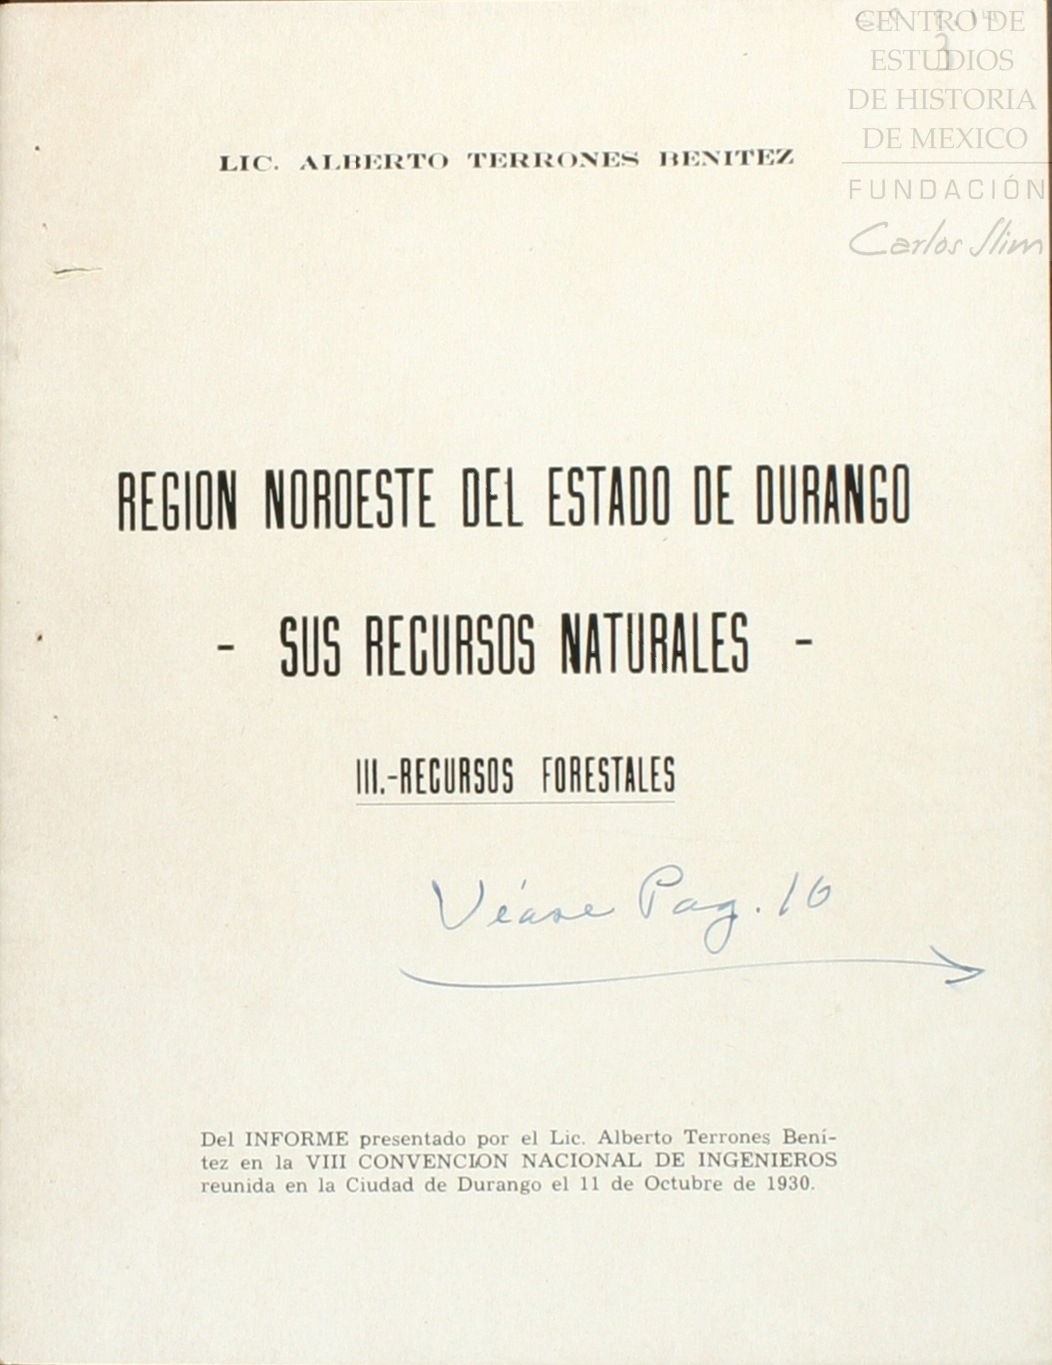 CENTRO DE
ESTUDIOS
3
DE HISTORIA
DE MEXICO
FUNDACIÓN
Carlos Slim
LIC. ALBERTO TERRONES BENITEZ
REGION NOROESTE DEL ESTADO DE DURANGO
- SUS RECURSOS NATURALES -
III.-RECURSOS FORESTALES
Véase Pag. 16
Del INFORME presentado por el Lic. Alberto Terrones Bení-
tez en la VIII CONVENCION NACIONAL DE INGENIEROS
reunida en la Ciudad de Durango el 11 de Octubre de 1930.